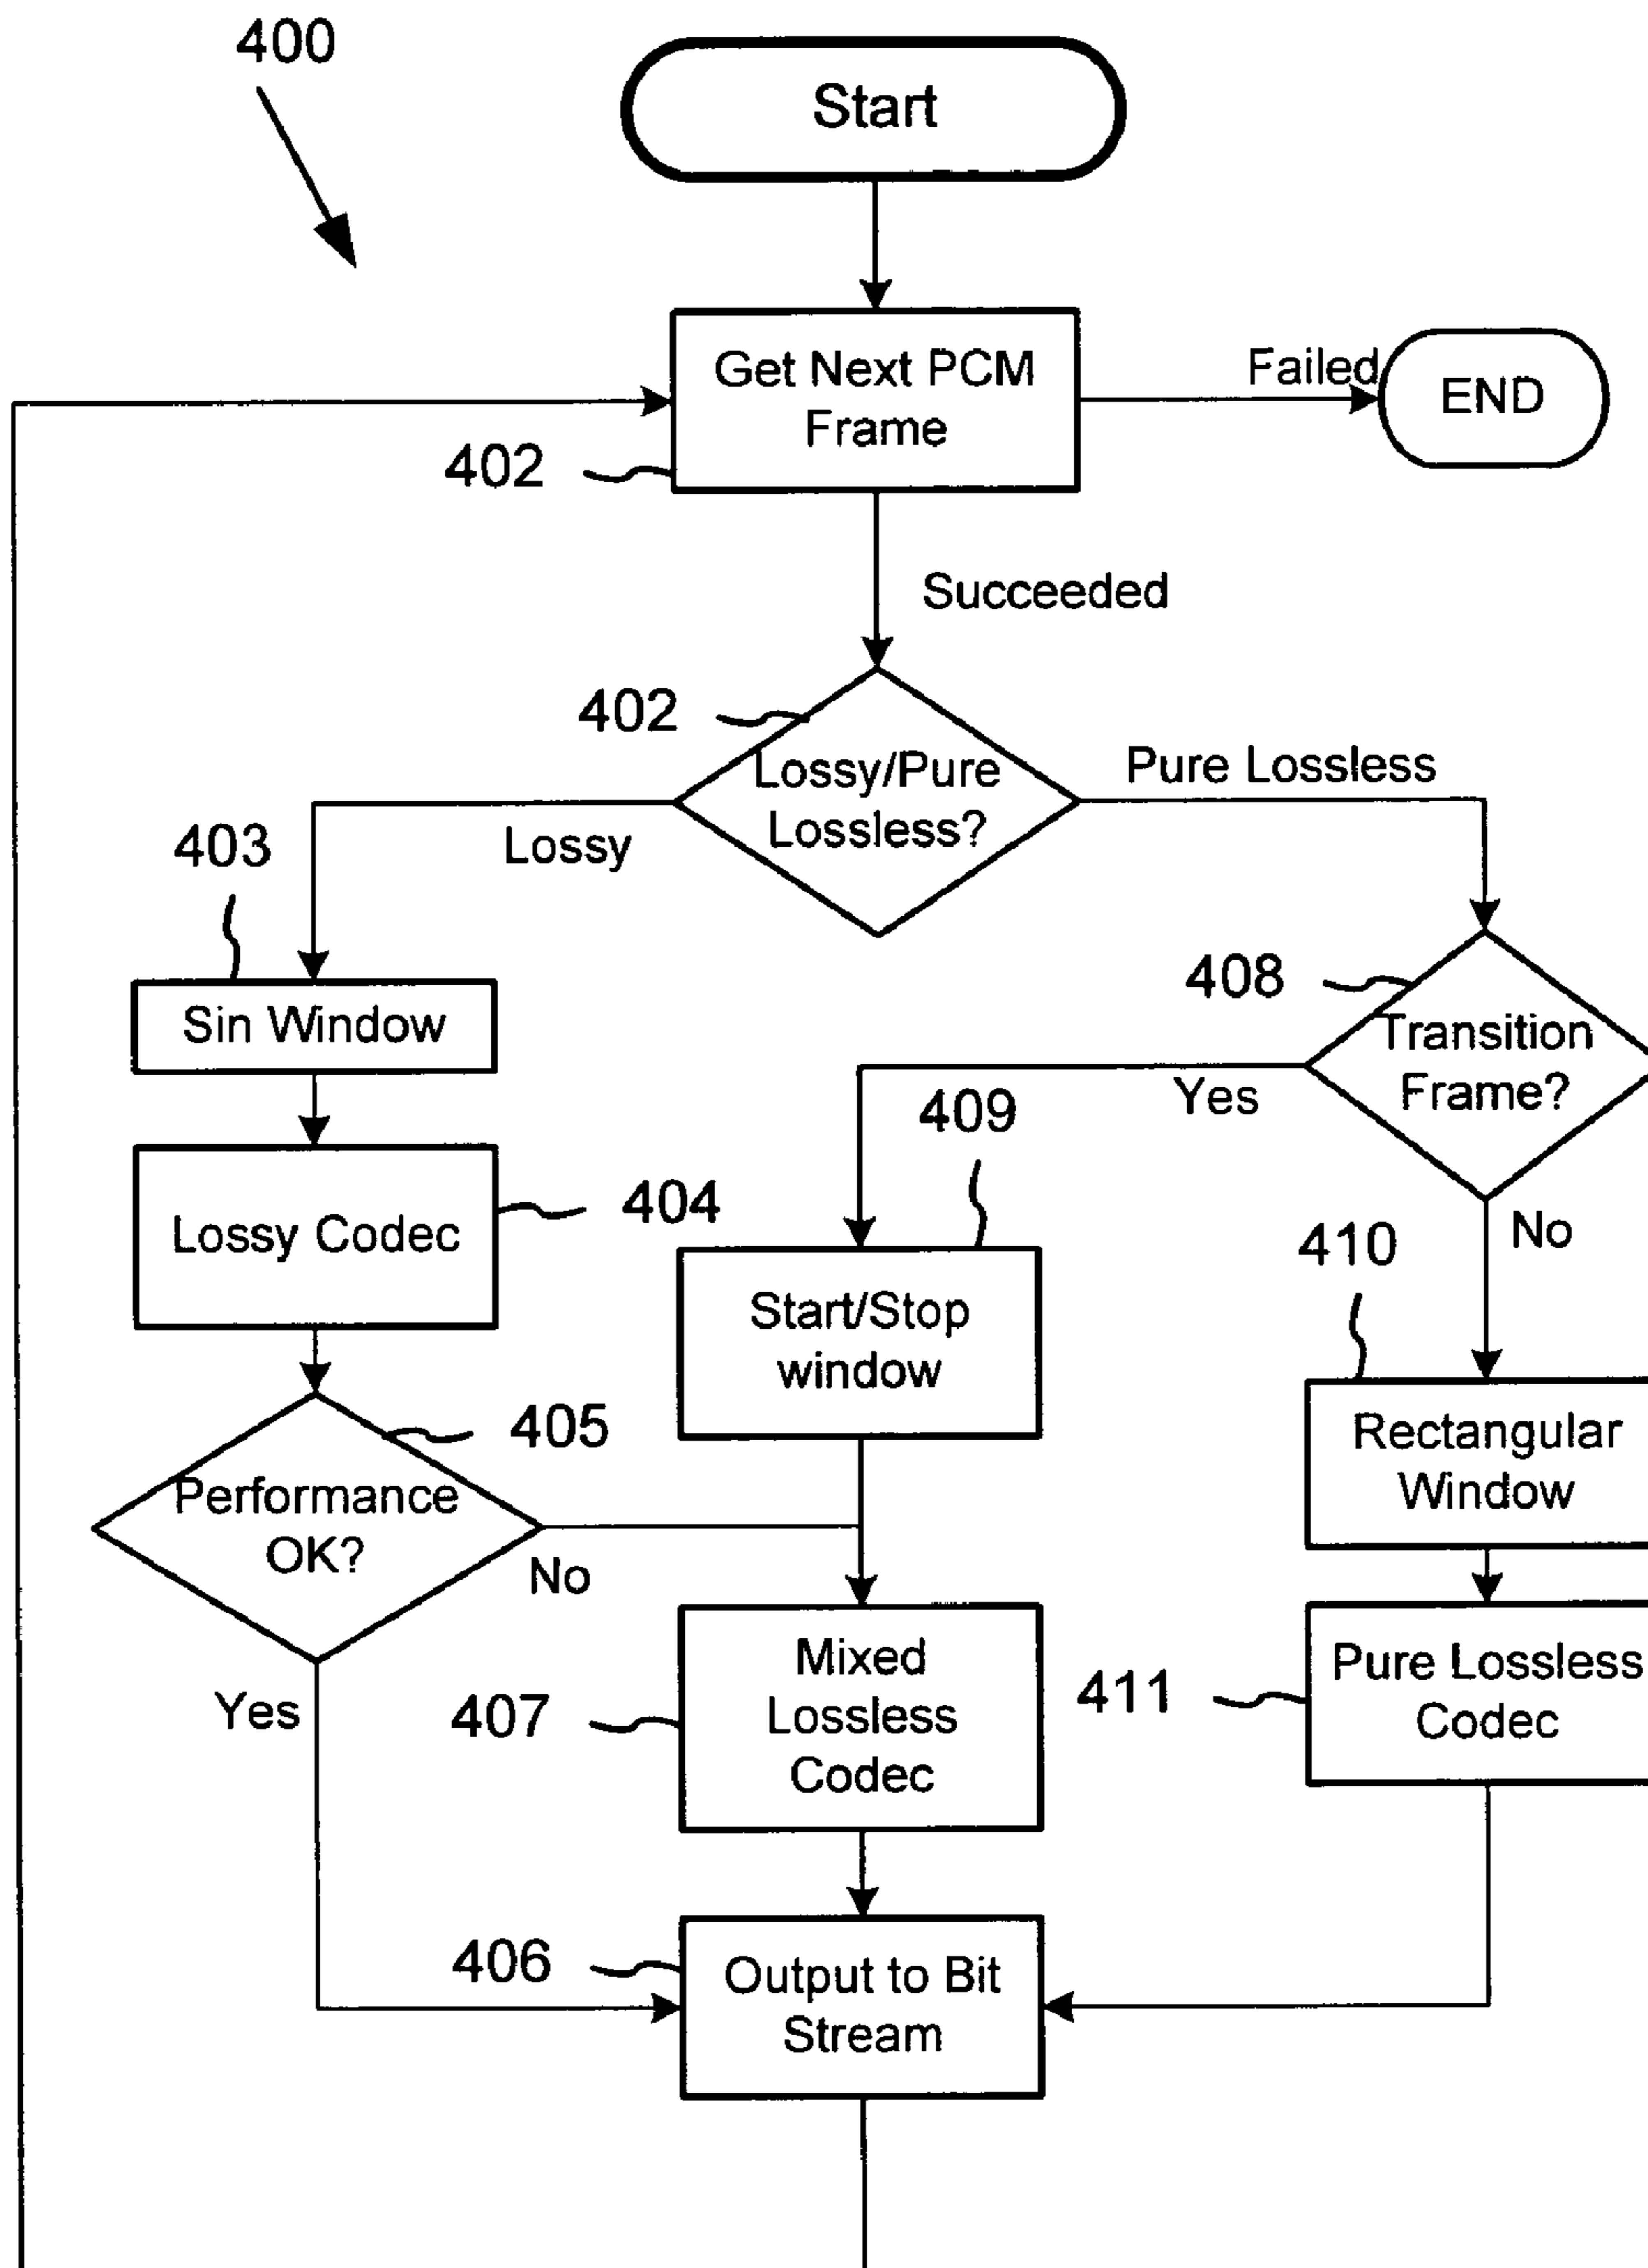 400
Start
Get Next PCM
Frame
Failed
END
402
Succeeded
402
Lossy/Pure
Lossless?
Pure Lossless
Lossy
403
Sin Window
408
Transition
Frame?
Yes
No
409
404
Lossy Codec
Start/Stop
window
410
Rectangular
Window
405
Performance
OK?
No
Yes
Mixed
Lossless
Codec
407
411
Pure Lossless
Codec
406
Output to Bit
Stream